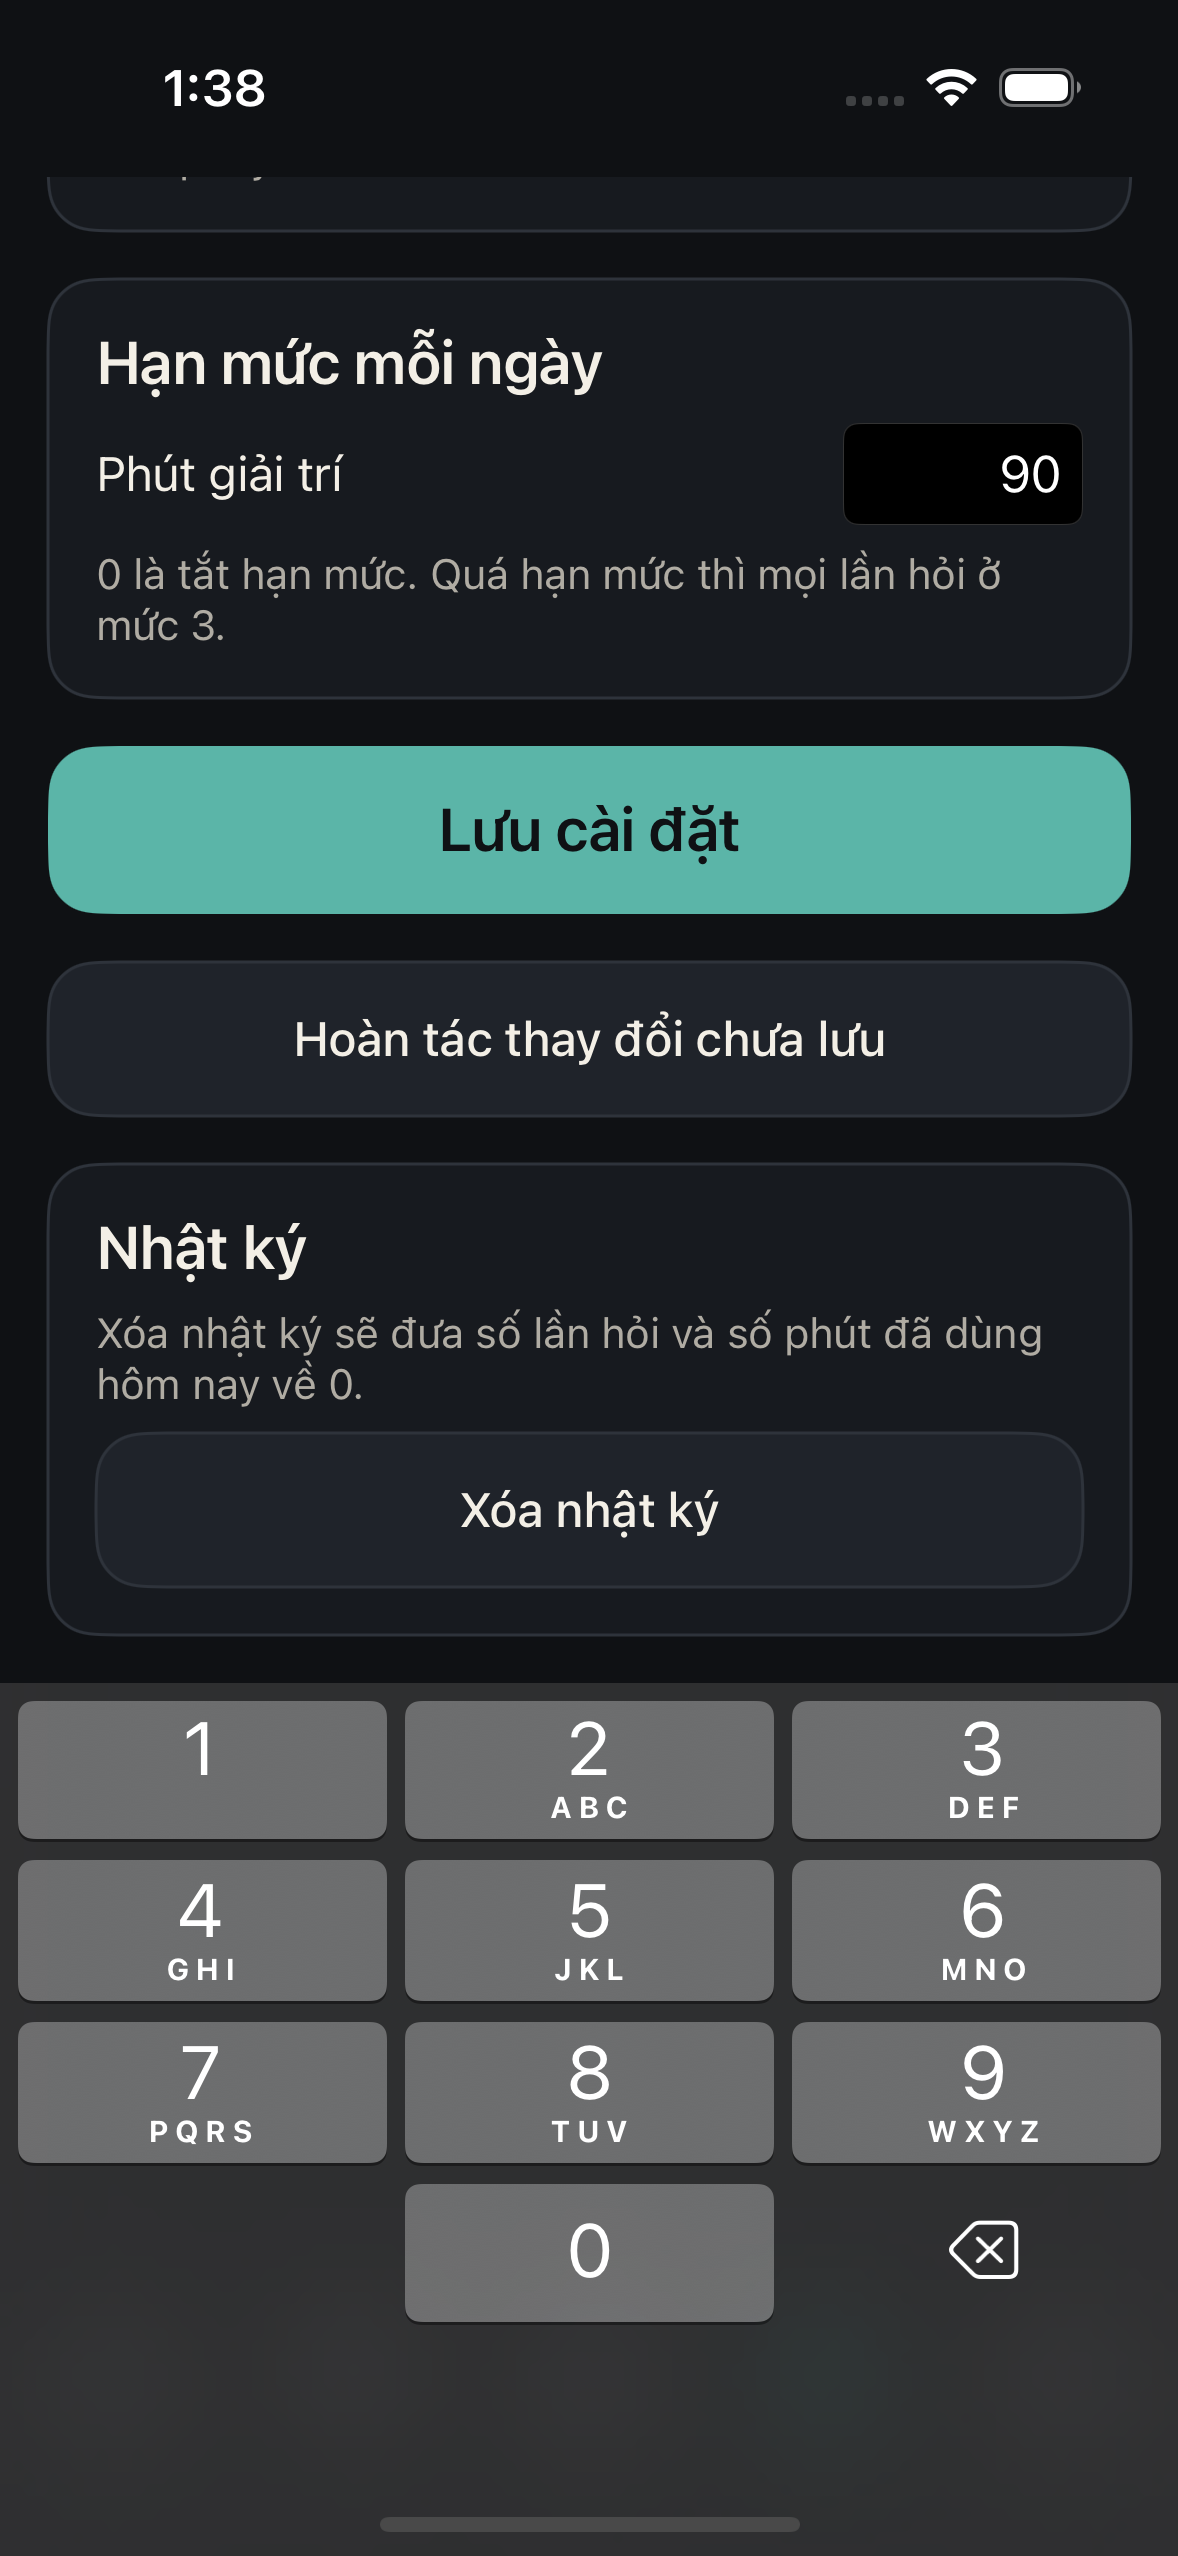 1:38
Hạn mức mỗi ngày
Phút giải trí
90
0 là tắt hạn mức. Quá hạn mức thì mọi lần hỏi ở
mức 3.
Lưu cài đặt
Hoàn tác thay đổi chưa lưu
Nhật ký
Xóa nhật ký sẽ đưa số lần hỏi và số phút đã dùng
hôm nay về 0.
Xóa nhật ký
1
2
3
ABC
DEF
4
5
6
GHI
JKL
MNO
7
8
9
PQRS
TUV
WXYZ
0